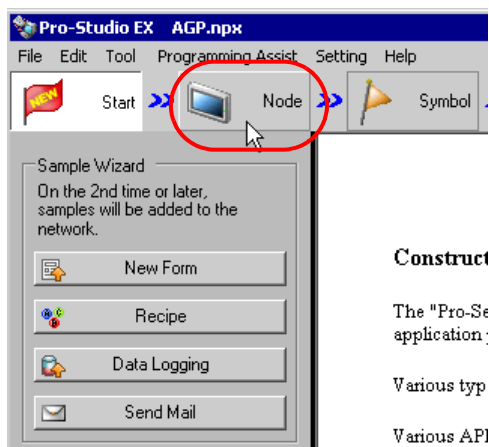 Pro-Studio EX AGP.npx
File Edit Tool Programming Assist Setting Help
NEW Start Node Symbol
Sample Wizard
On the 2nd time or later,
samples will be added to the
network.
New Form
Recipe
Data Logging
Send Mail
Construct
The "Pro-Se
application
Various typ
Various API